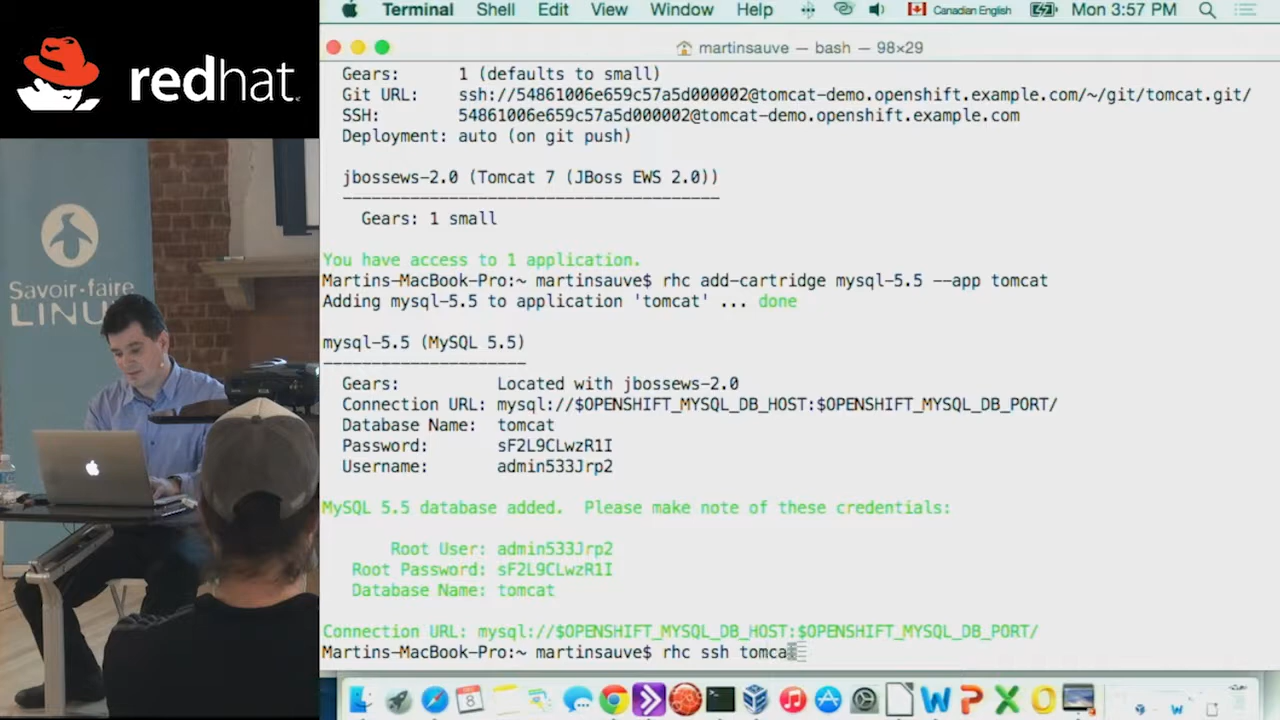 redhat.
Savoir-faire
LINUX
Terminal Shell Edit View Window Help Canadian English Mon 3:57 PM
martinsauve — bash — 98×29
Gears: 1 (defaults to small)
Git URL: ssh://54861006e659c57a5d000002@tomcat-demo.openshift.example.com/~/git/tomcat.git/
SSH: 54861006e659c57a5d000002@tomcat-demo.openshift.example.com
Deployment: auto (on git push)
jbossews-2.0 (Tomcat 7 (JBoss EWS 2.0))
---------------------------------------
Gears: 1 small
You have access to 1 application.
Martins-MacBook-Pro:~ martinsauve$ rhc add-cartridge mysql-5.5 --app tomcat
Adding mysql-5.5 to application 'tomcat' ... done
mysql-5.5 (MySQL 5.5)
---------------------
Gears: Located with jbossews-2.0
Connection URL: mysql://$OPENSHIFT_MYSQL_DB_HOST:$OPENSHIFT_MYSQL_DB_PORT/
Database Name: tomcat
Password: sF2L9CLwzR1I
Username: admin533Jrp2
MySQL 5.5 database added. Please make note of these credentials:
Root User: admin533Jrp2
Root Password: sF2L9CLwzR1I
Database Name: tomcat
Connection URL: mysql://$OPENSHIFT_MYSQL_DB_HOST:$OPENSHIFT_MYSQL_DB_PORT/
Martins-MacBook-Pro:~ martinsauve$ rhc ssh tomca
8